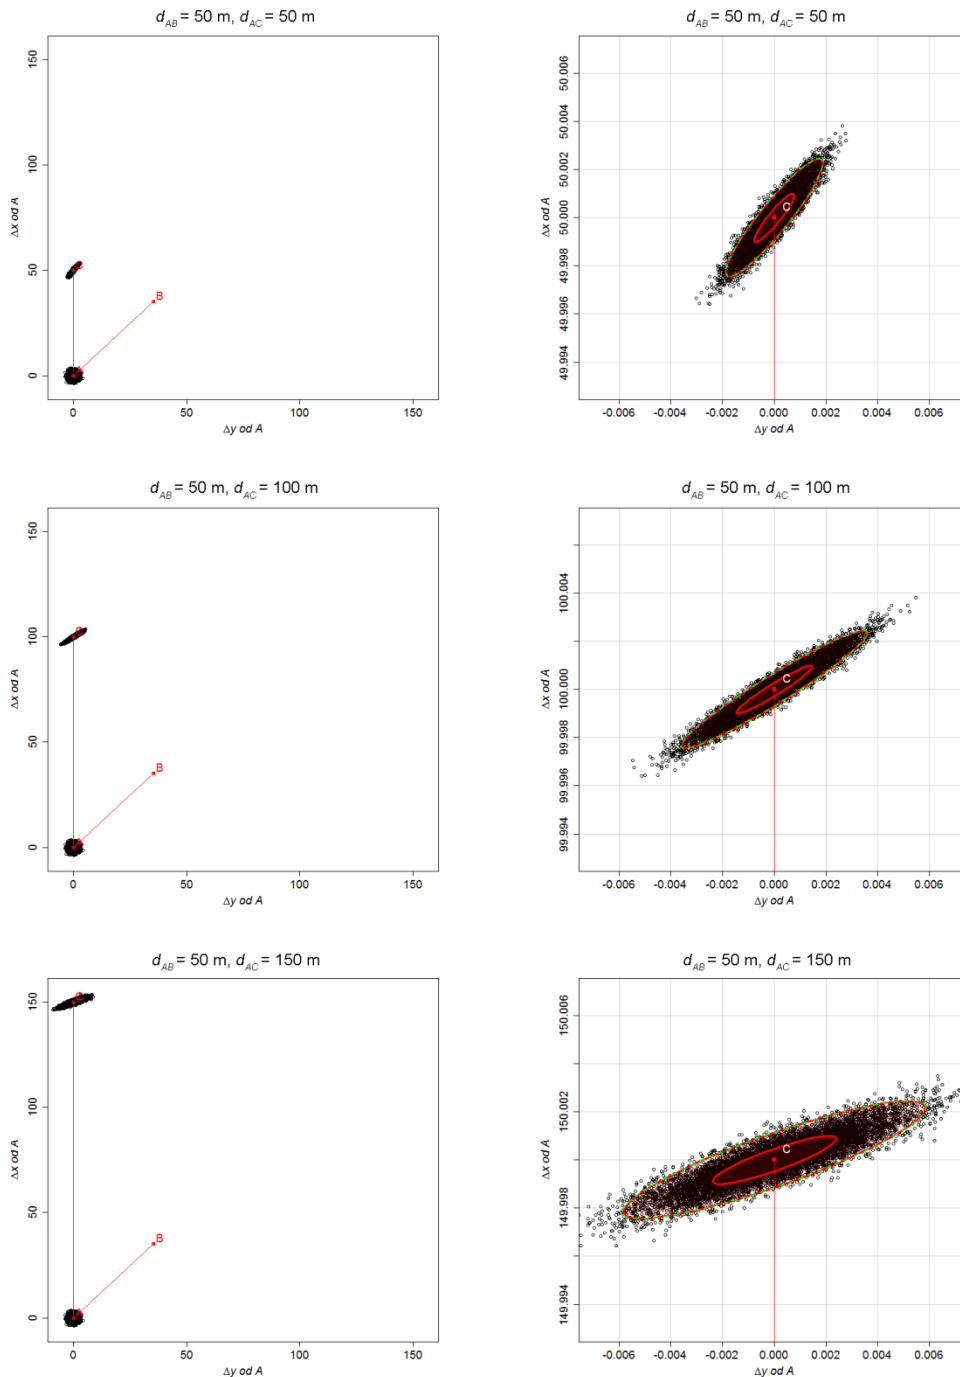 d_AB = 50 m, d_AC = 50 m
150
100
50
0
Δx od A
C
B
A
0 50 100 150
Δy od A
d_AB = 50 m, d_AC = 50 m
50.006
50.004
50.002
50.000
49.998
49.996
49.994
Δx od A
C
-0.006 -0.004 -0.002 0.000 0.002 0.004 0.006
Δy od A
d_AB = 50 m, d_AC = 100 m
150
100
50
0
Δx od A
C
B
A
0 50 100 150
Δy od A
d_AB = 50 m, d_AC = 100 m
100.004
100.000
99.998
99.996
99.994
Δx od A
C
-0.006 -0.004 -0.002 0.000 0.002 0.004 0.006
Δy od A
d_AB = 50 m, d_AC = 150 m
150
100
50
0
Δx od A
C
B
A
0 50 100 150
Δy od A
d_AB = 50 m, d_AC = 150 m
150.006
150.002
149.998
149.994
Δx od A
C
-0.006 -0.004 -0.002 0.000 0.002 0.004 0.006
Δy od A